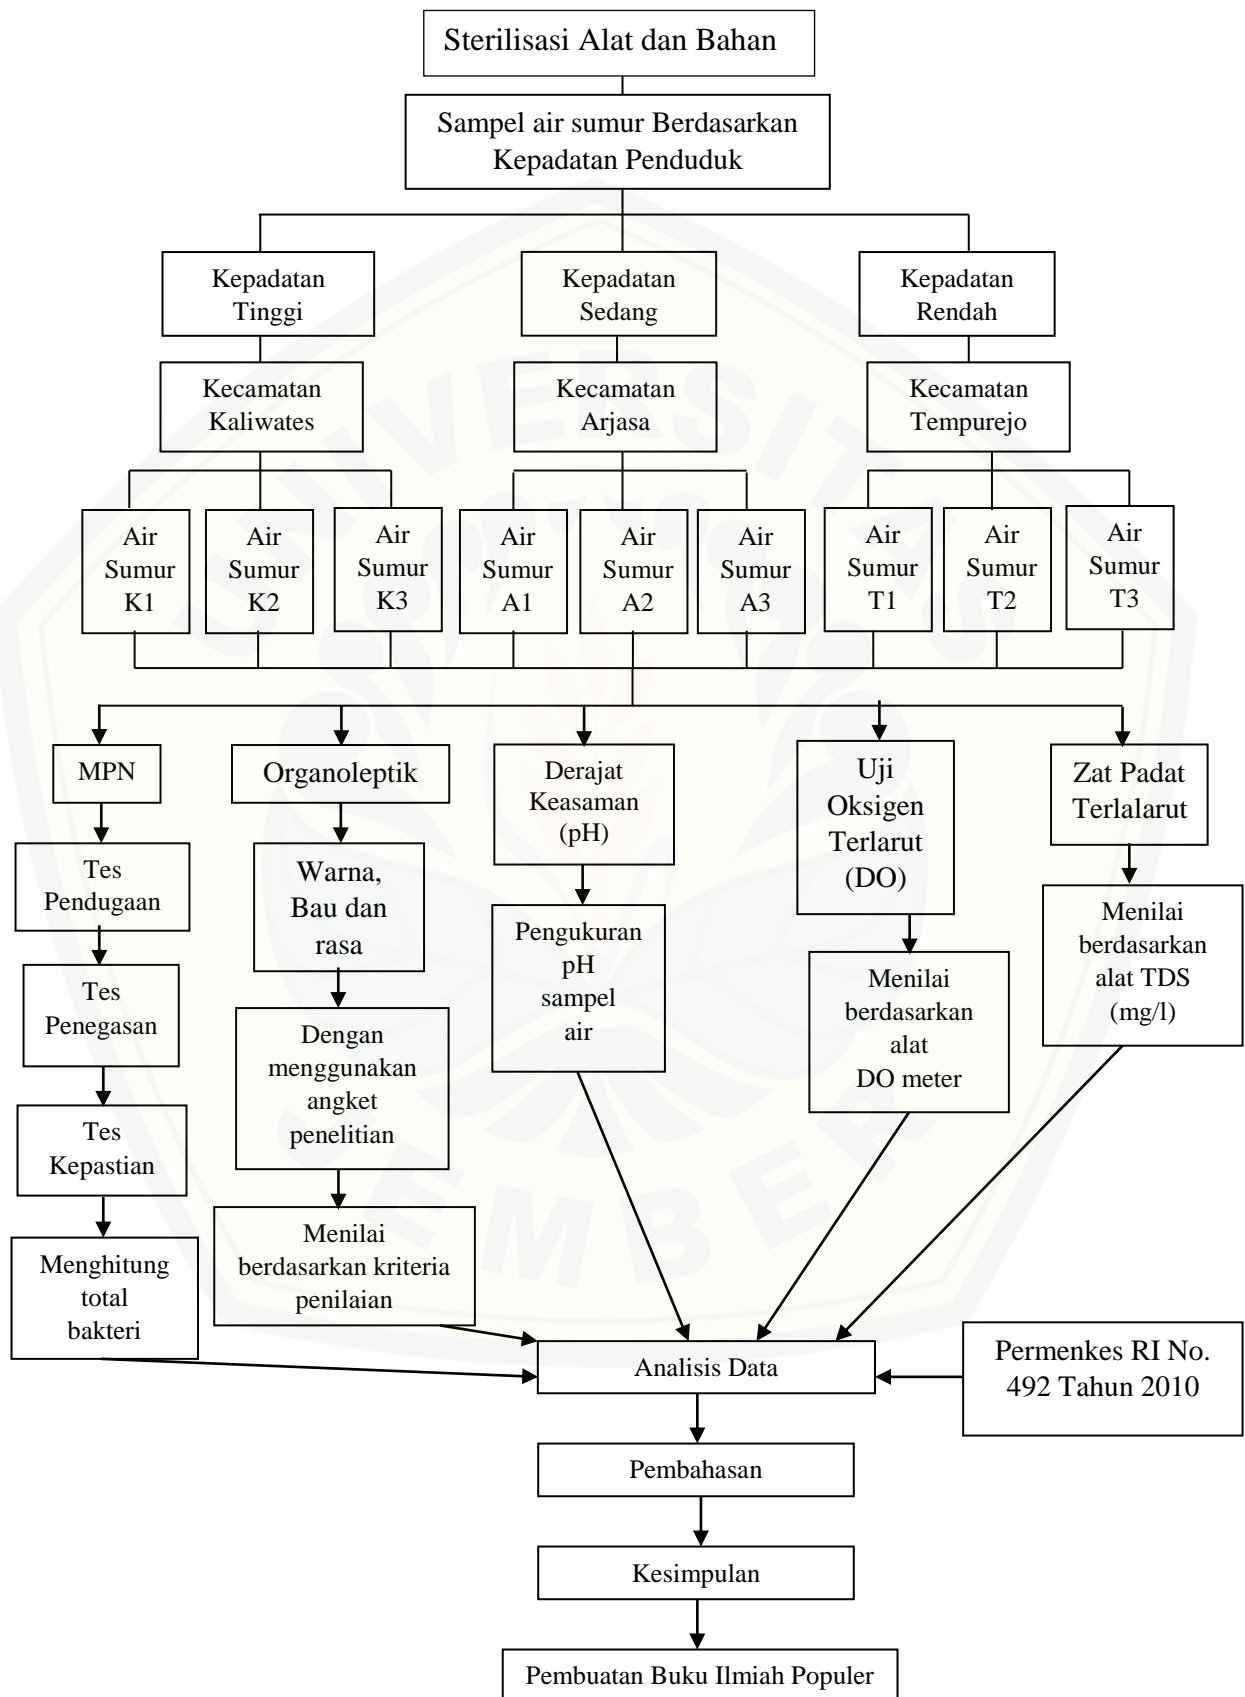 Sterilisasi Alat dan Bahan
Sampel air sumur Berdasarkan
Kepadatan Penduduk
Kepadatan
Tinggi
Kepadatan
Sedang
Kepadatan
Rendah
Kecamatan
Kaliwates
Kecamatan
Arjasa
Kecamatan
Tempurejo
Air
Sumur
K1
Air
Sumur
K2
Air
Sumur
K3
Air
Sumur
A1
Air
Sumur
A2
Air
Sumur
A3
Air
Sumur
T1
Air
Sumur
T2
Air
Sumur
T3
MPN
Organoleptik
Derajat
Keasaman
(pH)
Uji
Oksigen
Terlarut
(DO)
Zat Padat
Terlalarut
Tes
Pendugaan
Warna,
Bau dan
rasa
Pengukuran
pH
sampel
air
Menilai
berdasarkan
alat
DO meter
Menilai
berdasarkan
alat TDS
(mg/l)
Tes
Penegasan
Dengan
menggunakan
angket
penelitian
Tes
Kepastian
Menilai
berdasarkan kriteria
penilaian
Menghitung
total
bakteri
Analisis Data
Permenkes RI No.
492 Tahun 2010
Pembahasan
Kesimpulan
Pembuatan Buku Ilmiah Populer
UNIVERSITAS
JEMBER